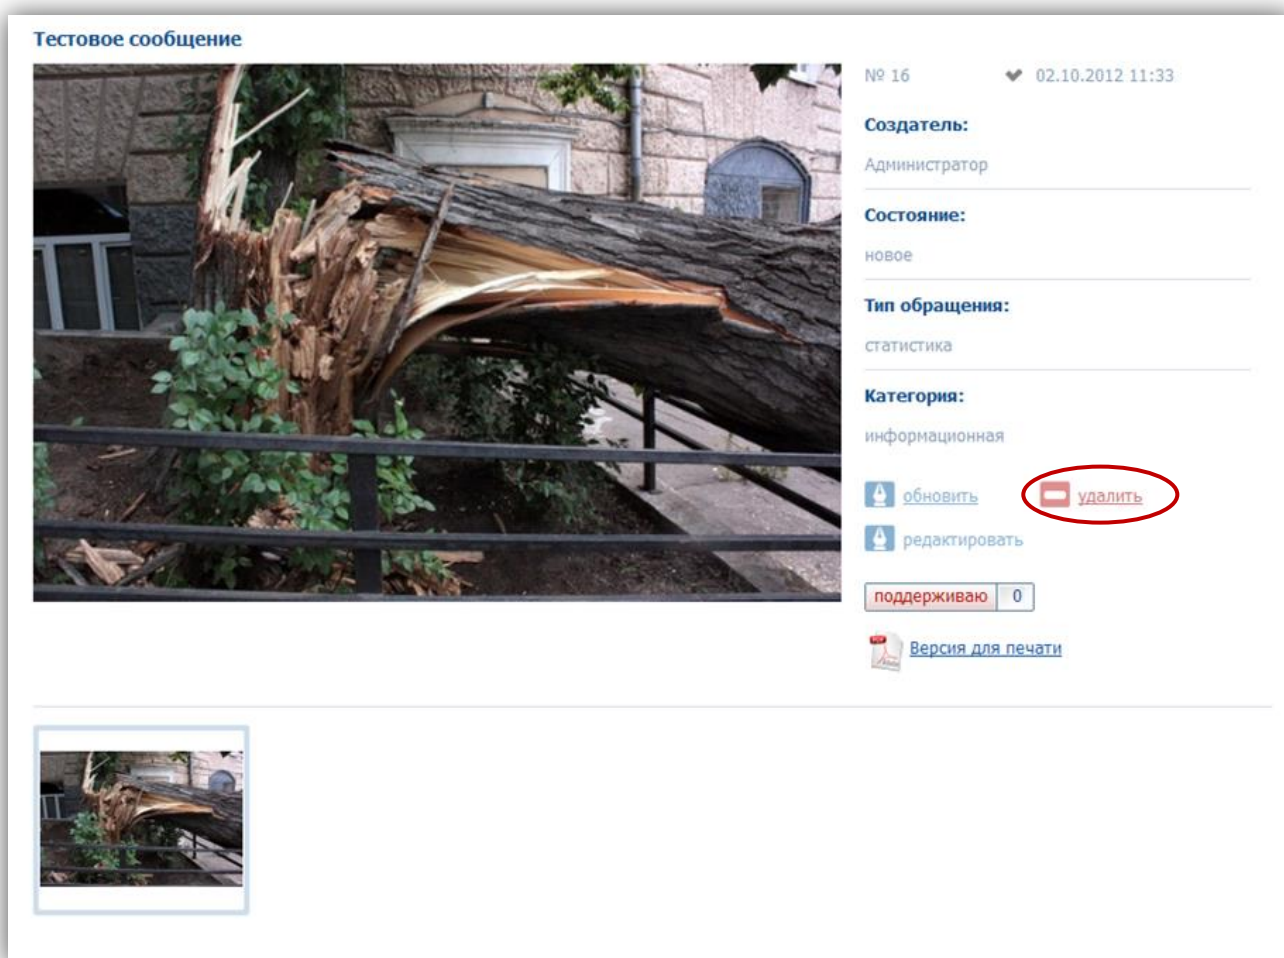 Тестовое сообщение
№ 16 02.10.2012 11:33
Создатель:
Администратор
Состояние:
новое
Тип обращения:
статистика
Категория:
информационная
обновить удалить
редактировать
поддерживаю 0
PDF Версия для печати